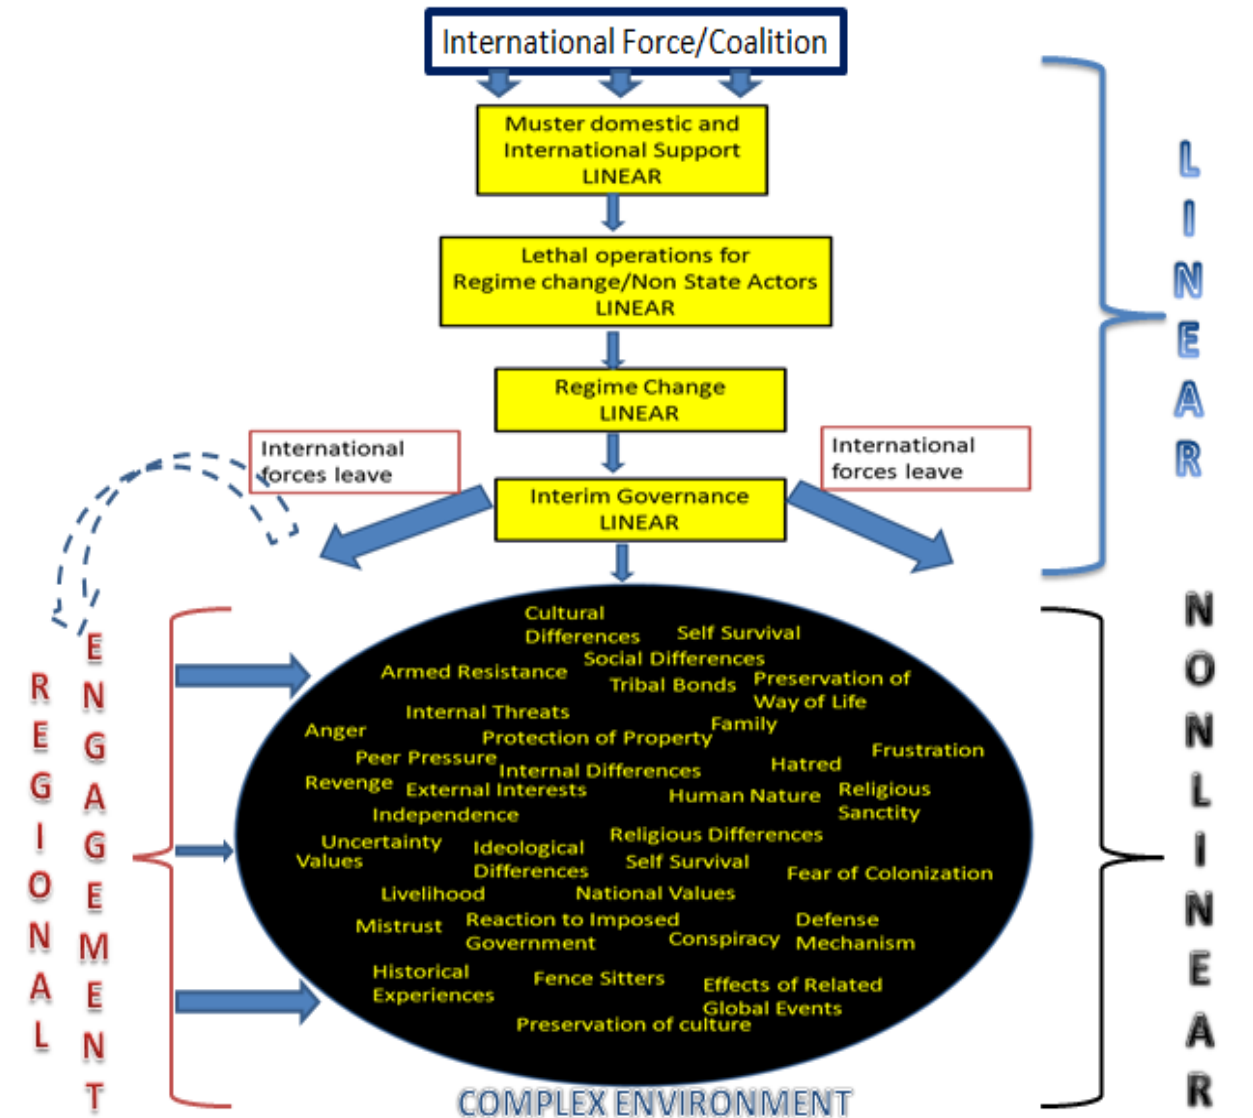 International Force/Coalition
Muster domestic and
International Support
LINEAR
Lethal operations for
Regime change/Non State Actors
LINEAR
Regime Change
LINEAR
International
forces leave
International
forces leave
Interim Governance
LINEAR
LINEAR
Cultural
Differences
Self Survival
Social Differences
Armed Resistance
Tribal Bonds
Preservation of
Way of Life
Internal Threats
Family
Anger
Protection of Property
Frustration
Peer Pressure
Internal Differences
Hatred
Revenge
External Interests
Human Nature
Religious
Sanctity
Independence
Religious Differences
Uncertainty
Values
Ideological
Differences
Self Survival
Fear of Colonization
Livelihood
National Values
Mistrust
Reaction to Imposed
Government
Conspiracy
Defense
Mechanism
Historical
Experiences
Fence Sitters
Effects of Related
Global Events
Preservation of culture
COMPLEX ENVIRONMENT
REGIONAL
ENGAGEMENT
NONLINEAR